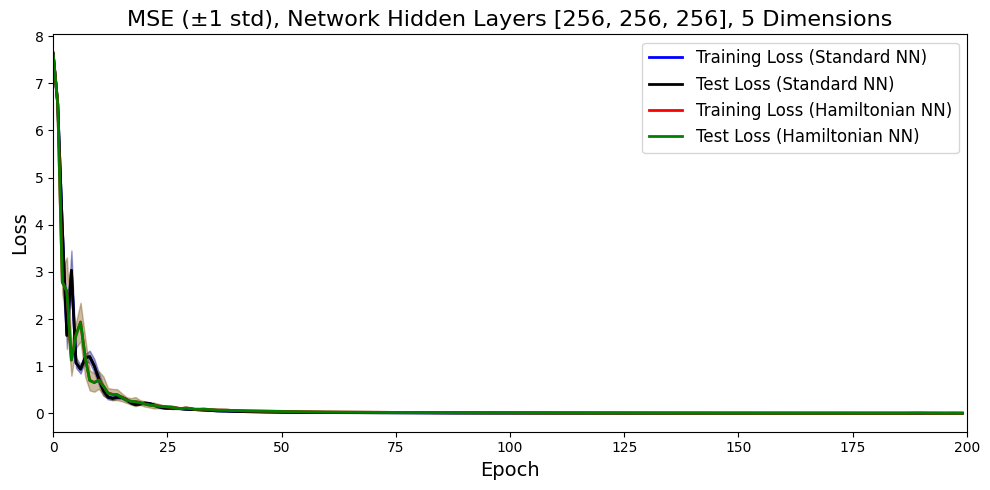 MSE (±1 std), Network Hidden Layers [256, 256, 256], 5 Dimensions
8
7
6
5
4
3
2
1
0
Loss
Training Loss (Standard NN)
Test Loss (Standard NN)
Training Loss (Hamiltonian NN)
Test Loss (Hamiltonian NN)
0 25 50 75 100 125 150 175 200
Epoch